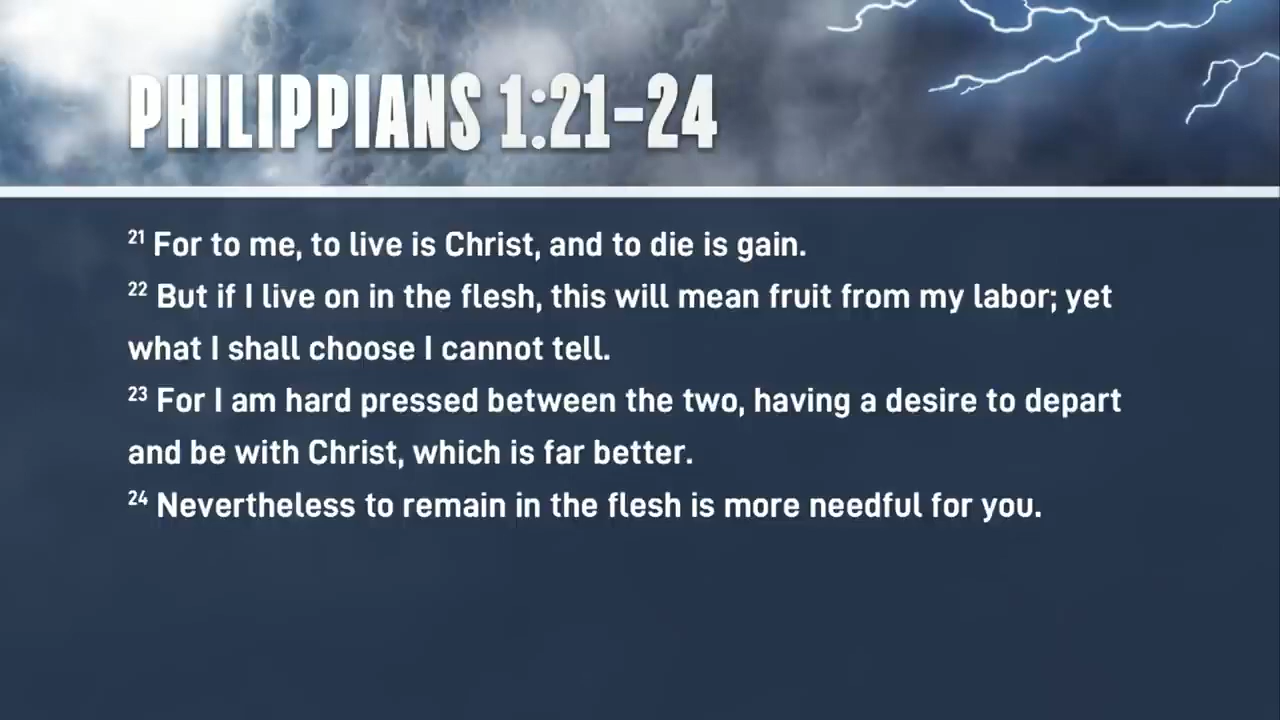 PHILIPPIANS 1:21–24
21 For to me, to live is Christ, and to die is gain.
22 But if I live on in the flesh, this will mean fruit from my labor; yet
what I shall choose I cannot tell.
23 For I am hard pressed between the two, having a desire to depart
and be with Christ, which is far better.
24 Nevertheless to remain in the flesh is more needful for you.